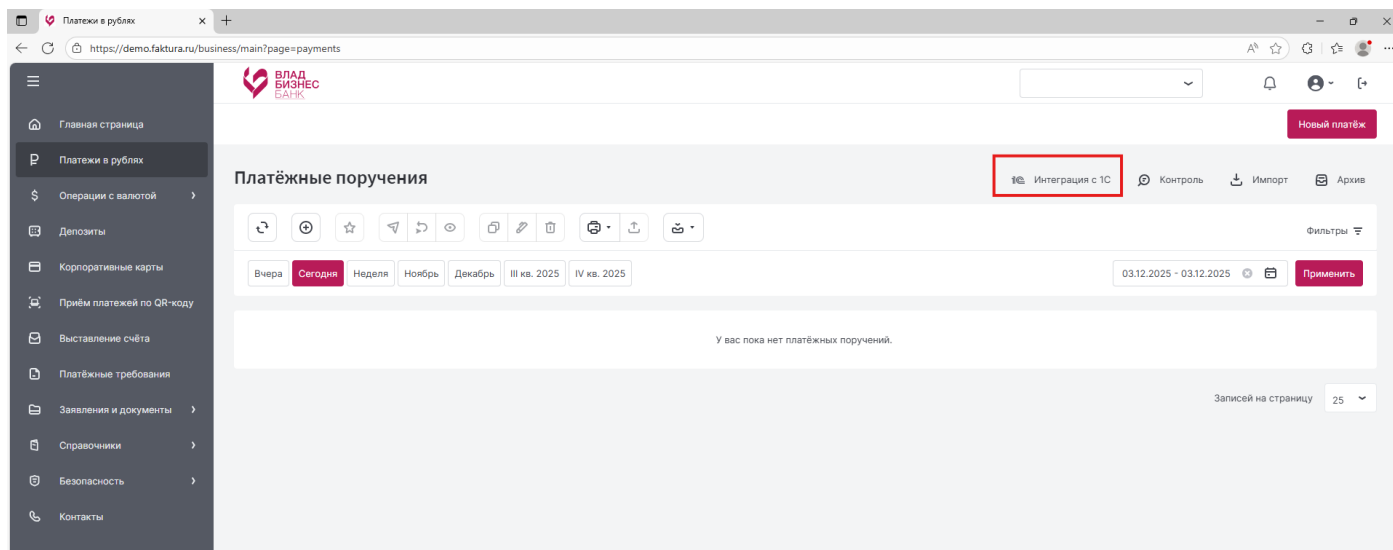 Платежи в рублях
https://demo.faktura.ru/business/main?page=payments
ВЛАД
БИЗНЕС
БАНК
Главная страница
Новый платёж
Платежи в рублях
Платёжные поручения
1С Интеграция с 1С
Контроль
Импорт
Архив
Операции с валютой
Депозиты
Фильтры
Корпоративные карты
Вчера Сегодня Неделя Ноябрь Декабрь III кв. 2025 IV кв. 2025
03.12.2025 - 03.12.2025
Применить
Приём платежей по QR-коду
Выставление счёта
У вас пока нет платёжных поручений.
Платёжные требования
Записей на страницу 25
Заявления и документы
Справочники
Безопасность
Контакты